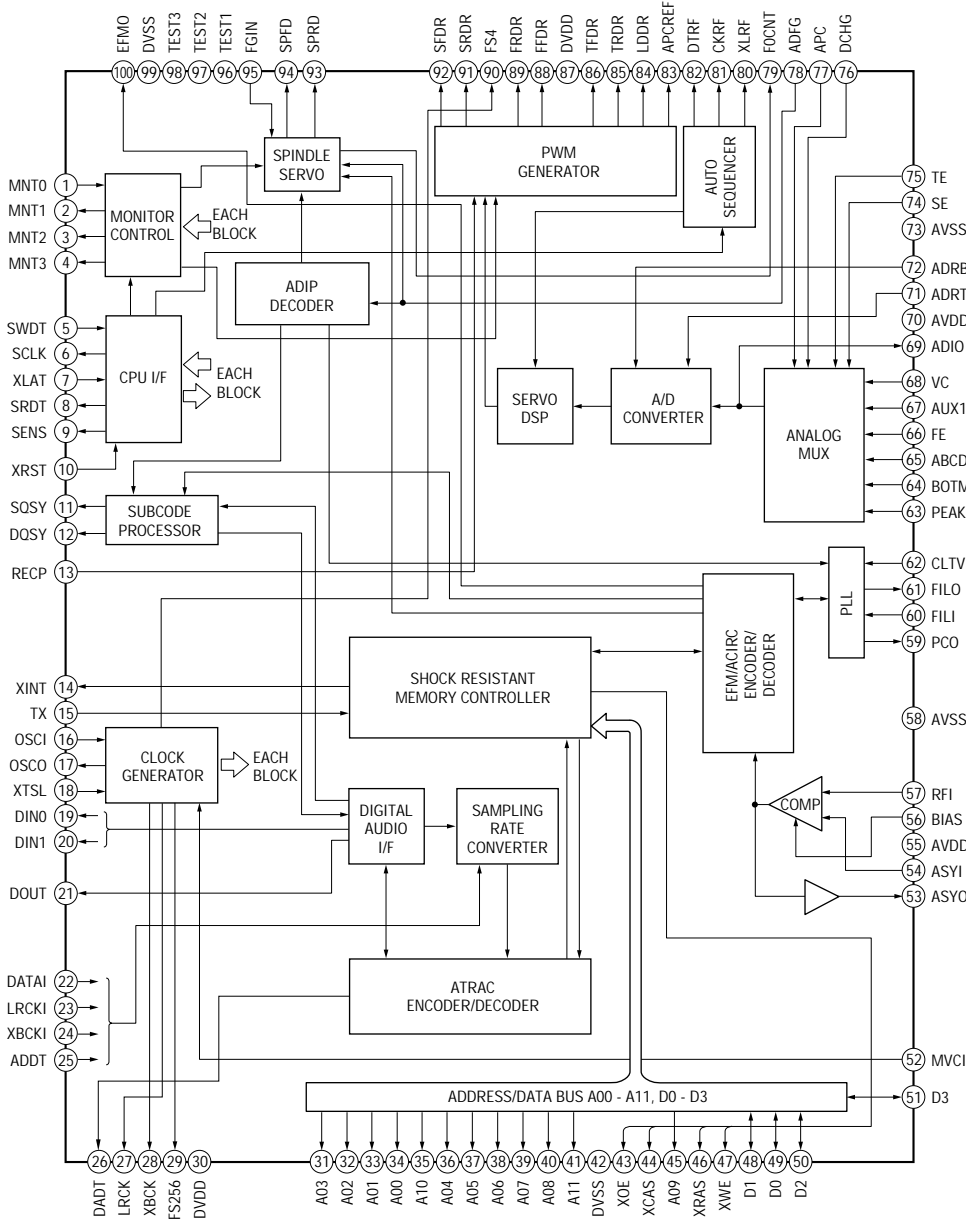 EFMO
DVSS
TEST3
TEST2
TEST1
FGIN
SPFD
SPRD
SFDR
SRDR
FS4
FRDR
FFDR
DVDD
TFDR
TRDR
LDDR
APCREF
DTRF
CKRF
XLRF
F0CNT
ADFG
APC
DCHG
100
99
98
97
96
95
94
93
92
91
90
89
88
87
86
85
84
83
82
81
80
79
78
77
76
SPINDLE
SERVO
PWM
GENERATOR
AUTO
SEQUENCER
MNT0 1
MNT1 2
MNT2 3
MNT3 4
MONITOR
CONTROL
EACH
BLOCK
75 TE
74 SE
73 AVSS
72 ADRB
71 ADRT
70 AVDD
69 ADIO
ADIP
DECODER
SWDT 5
SCLK 6
XLAT 7
SRDT 8
SENS 9
XRST 10
CPU I/F
EACH
BLOCK
SERVO
DSP
A/D
CONVERTER
ANALOG
MUX
68 VC
67 AUX1
66 FE
65 ABCD
64 BOTM
63 PEAK
SQSY 11
DQSY 12
RECP 13
SUBCODE
PROCESSOR
PLL
62 CLTV
61 FILO
60 FILI
59 PCO
EFM/ACIRC
ENCODER/
DECODER
SHOCK RESISTANT
MEMORY CONTROLLER
XINT 14
TX 15
OSCI 16
OSCO 17
XTSL 18
DIN0 19
DIN1 20
DOUT 21
CLOCK
GENERATOR
EACH
BLOCK
DIGITAL
AUDIO
I/F
SAMPLING
RATE
CONVERTER
COMP
58 AVSS
57 RFI
56 BIAS
55 AVDD
54 ASYI
53 ASYO
DATAI 22
LRCKI 23
XBCKI 24
ADDT 25
ATRAC
ENCODER/DECODER
52 MVCI
51 D3
ADDRESS/DATA BUS A00 - A11, D0 - D3
26
27
28
29
30
31
32
33
34
35
36
37
38
39
40
41
42
43
44
45
46
47
48
49
50
DADT
LRCK
XBCK
FS256
DVDD
A03
A02
A01
A00
A10
A04
A05
A06
A07
A08
A11
DVSS
XOE
XCAS
A09
XRAS
XWE
D1
D0
D2